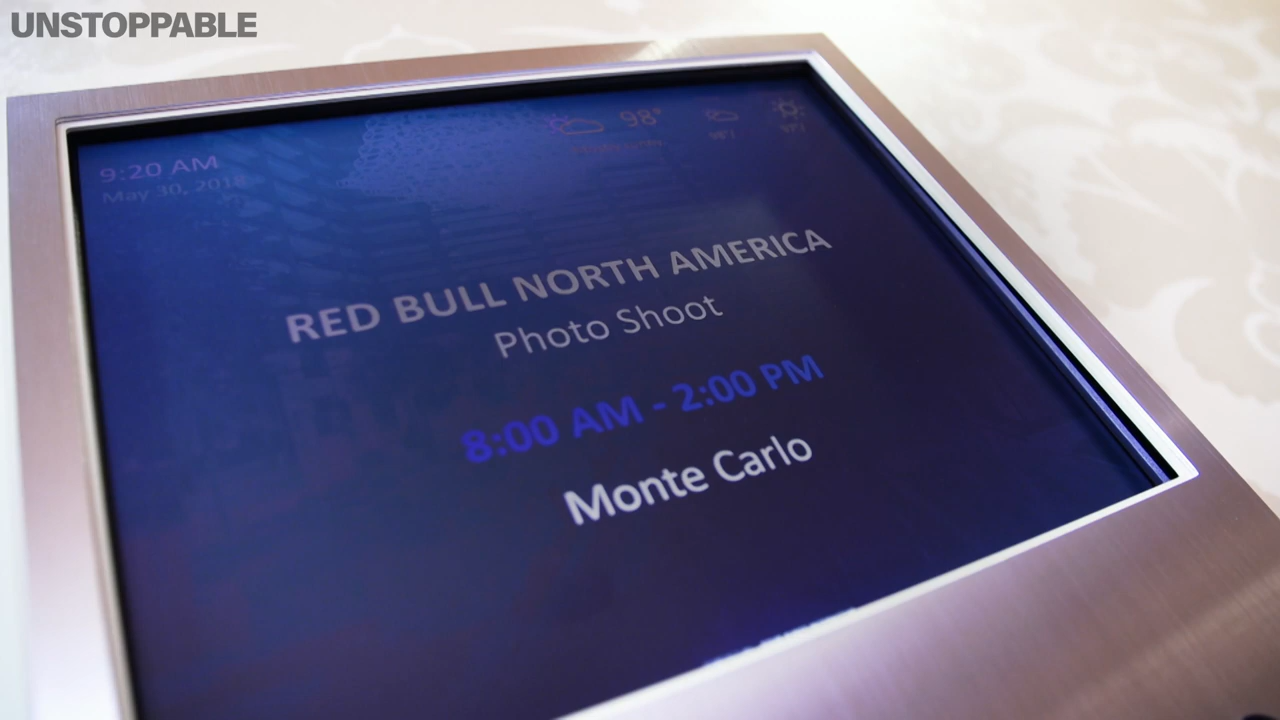 UNSTOPPABLE
98°
9:20 AM
May 30, 2018
RED BULL NORTH AMERICA
Photo Shoot
8:00 AM - 2:00 PM
Monte Carlo